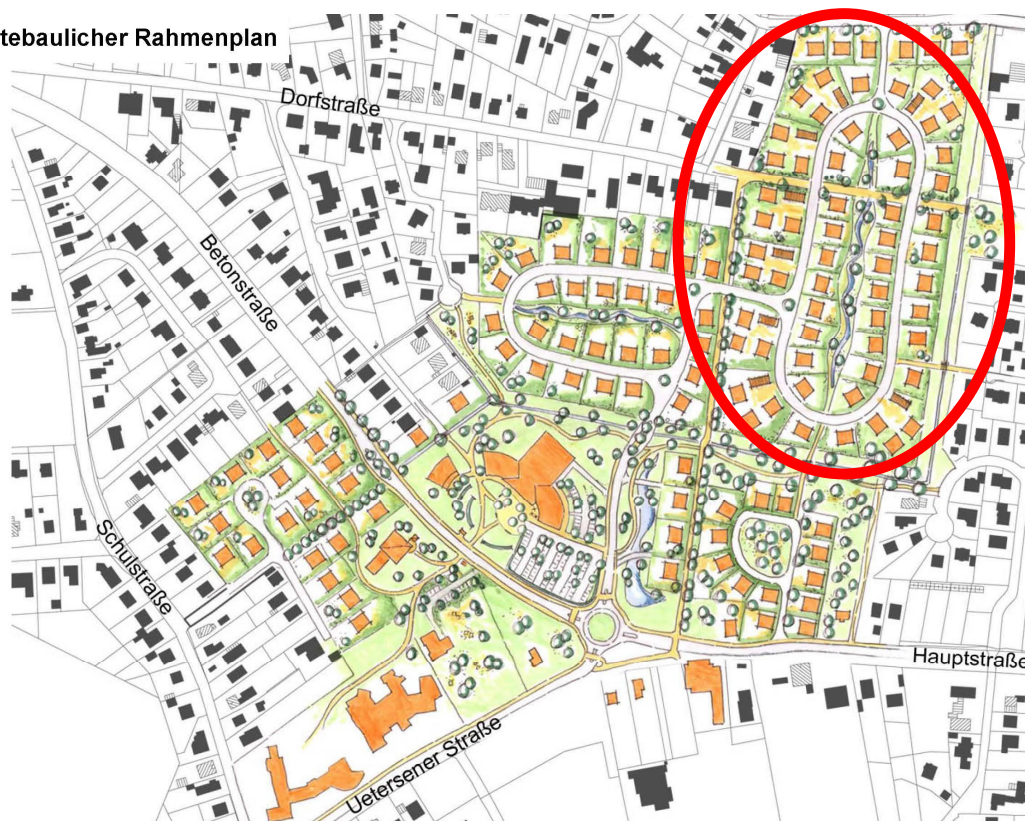 tebaulicher Rahmenplan
Dorfstraße
Betonstraße
Schulstraße
Hauptstraße
Uetersener Straße